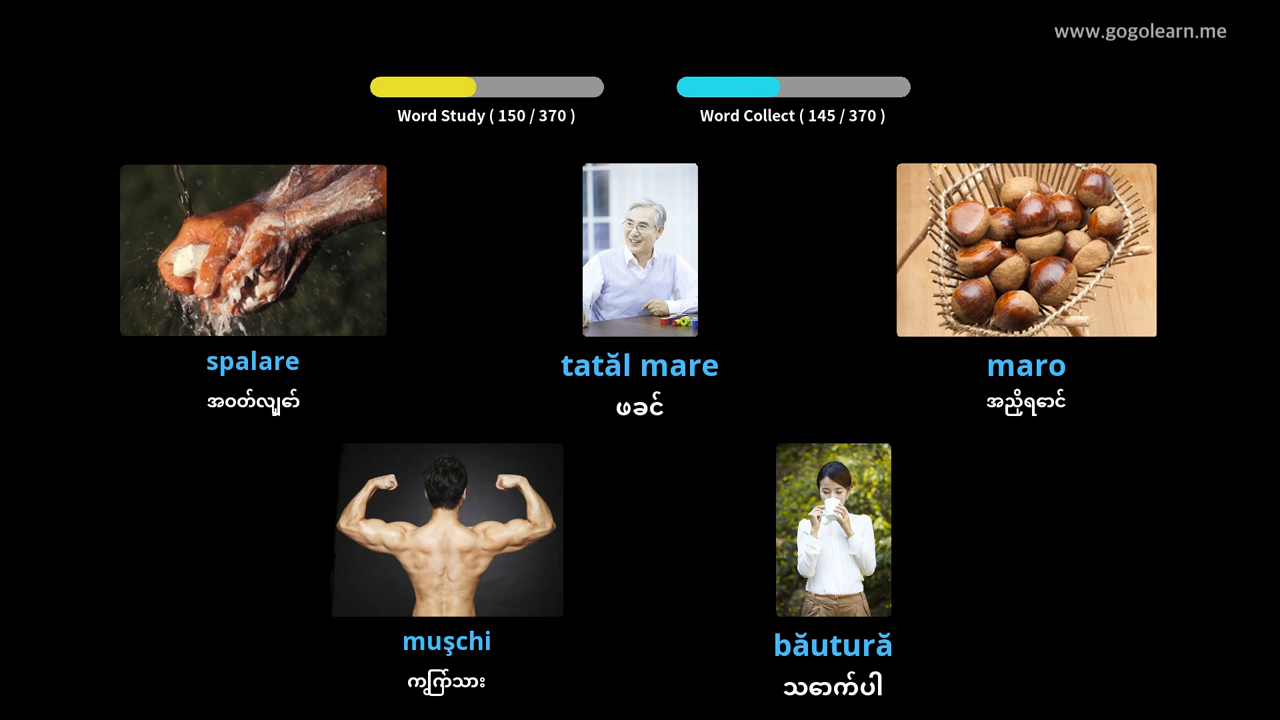 www.gogolearn.me
Word Study ( 150 / 370 )
Word Collect ( 145 / 370 )
spalare
အဝတ်လျှော်
tatăl mare
ဖခင်
maro
အညိုရောင်
muşchi
ကြွက်သား
băutură
သောက်ပါ